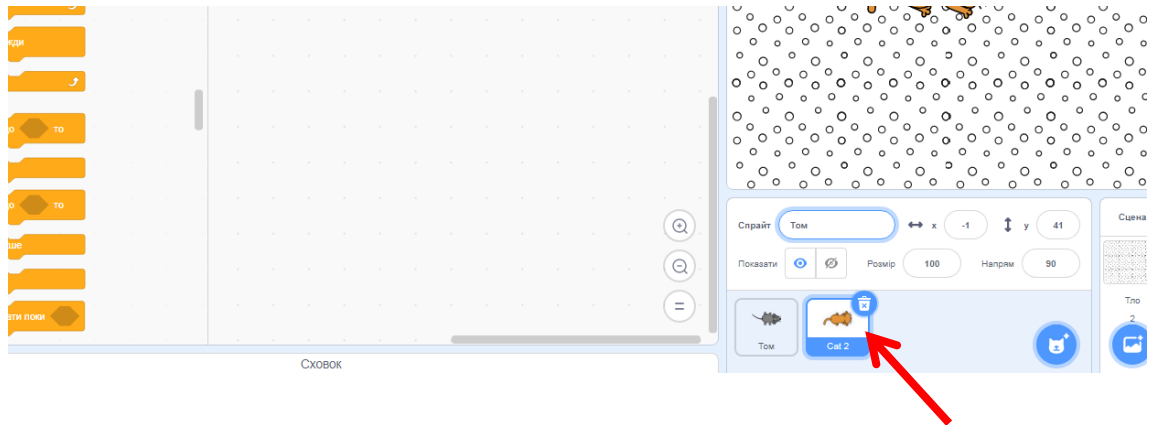 жди
о то
о то
ше
ати поки
Сховок
Спрайт Том x -1 y 41
Показати Розмір 100 Напрям 90
Том
Cat 2
Сцена
Тло
2